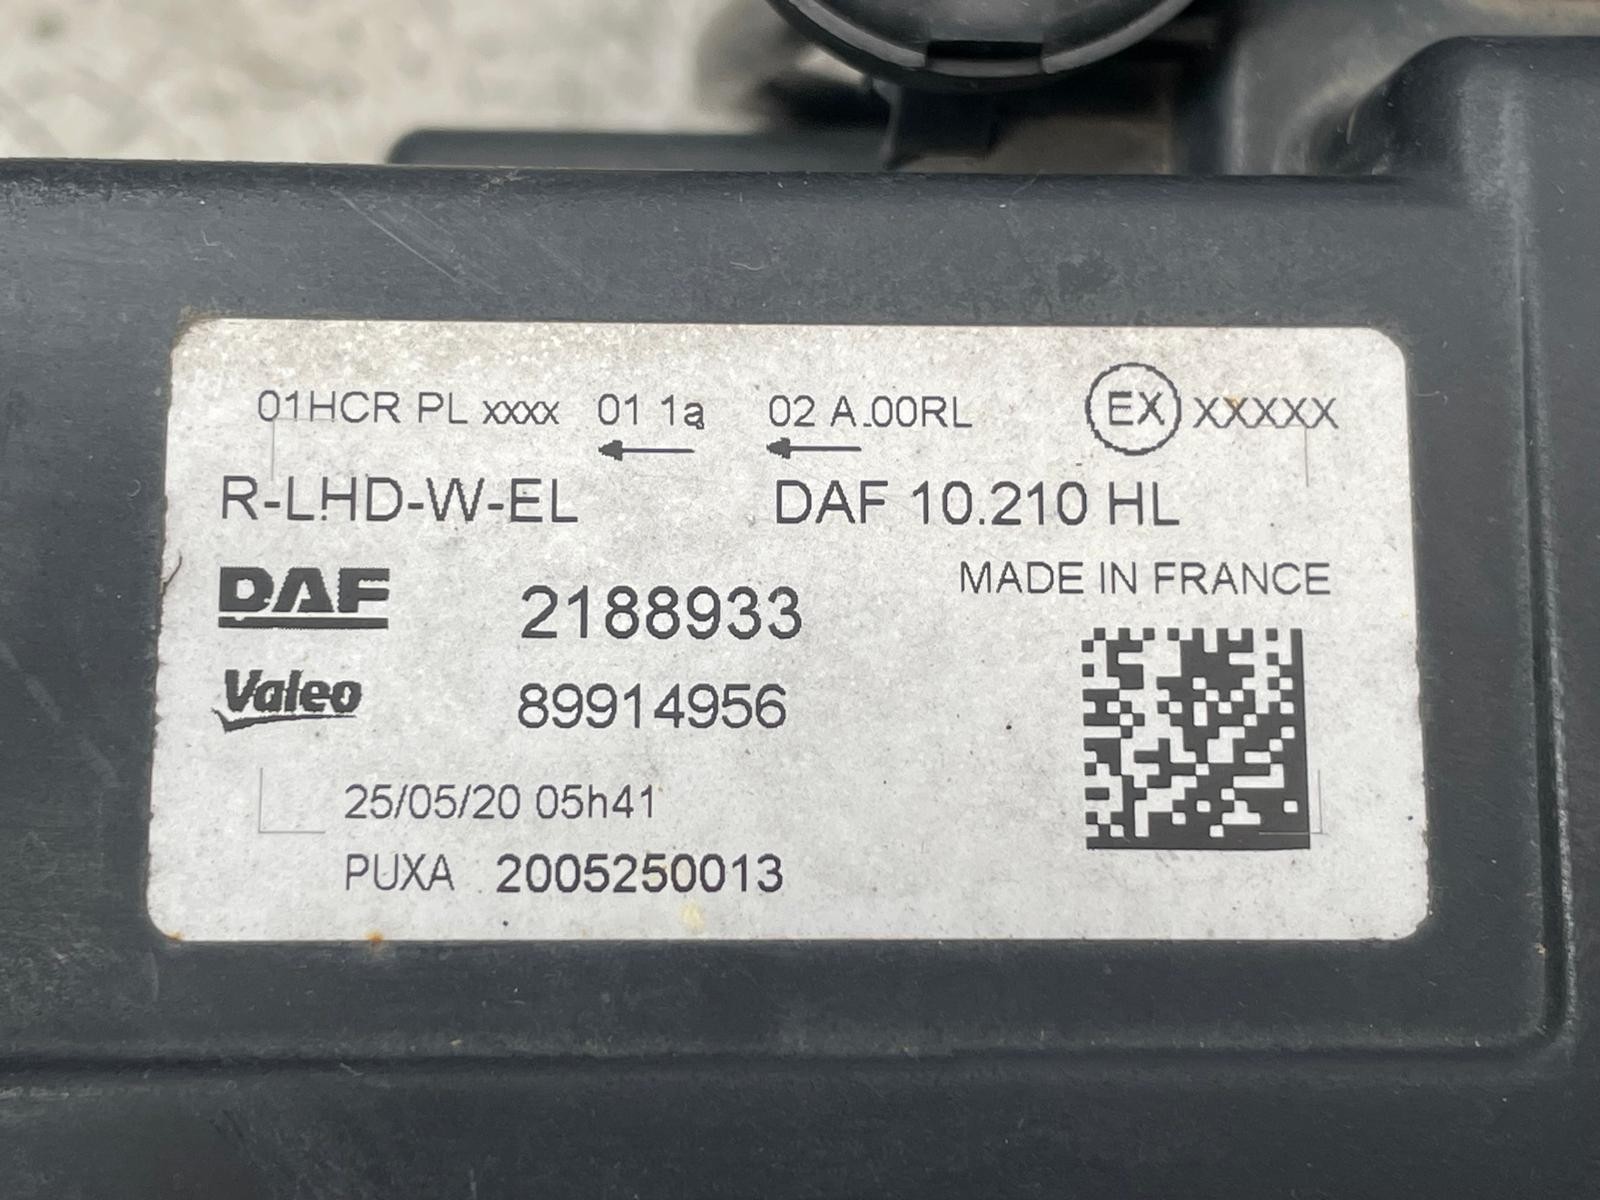 01HCR PL xxxx 01 1a 02 A.00RL EX XXXXX
R-LHD-W-EL DAF 10.210 HL
MADE IN FRANCE
DAF 2188933
Valeo 89914956
25/05/20 05h41
PUXA 2005250013